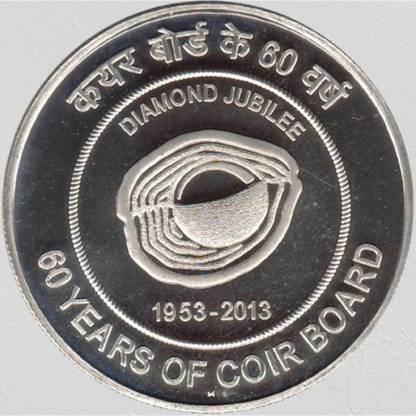 कयर बोर्ड के 60 वर्ष
DIAMOND JUBILEE
1953-2013
60 YEARS OF COIR BOARD
M